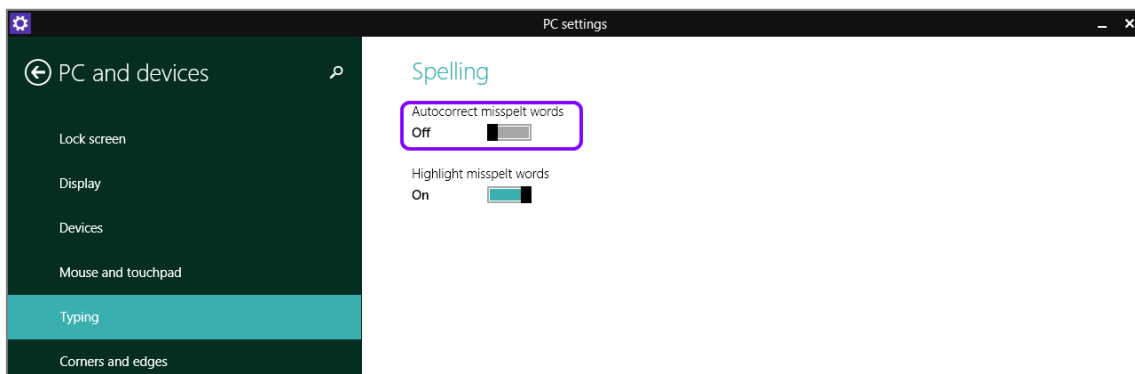 PC settings
PC and devices
Lock screen
Display
Devices
Mouse and touchpad
Typing
Corners and edges
Spelling
Autocorrect misspelt words
Off
Highlight misspelt words
On